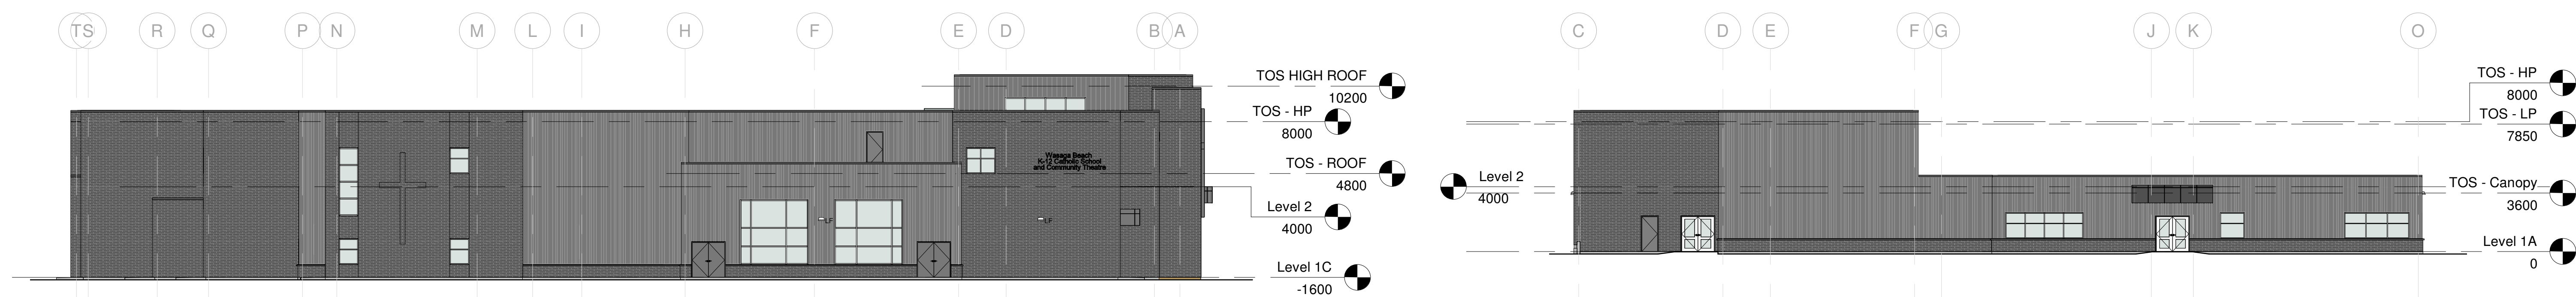 T S R Q P N M L I H F E D B A
C D E F G J K O
TOS HIGH ROOF
10200
TOS - HP
8000
TOS - ROOF
4800
Level 2
4000
Level 1C
-1600
Wasaga Beach
K-12 Catholic School
and Community Theatre
LF
LF
TOS - HP
8000
TOS - LP
7850
Level 2
4000
TOS - Canopy
3600
Level 1A
0